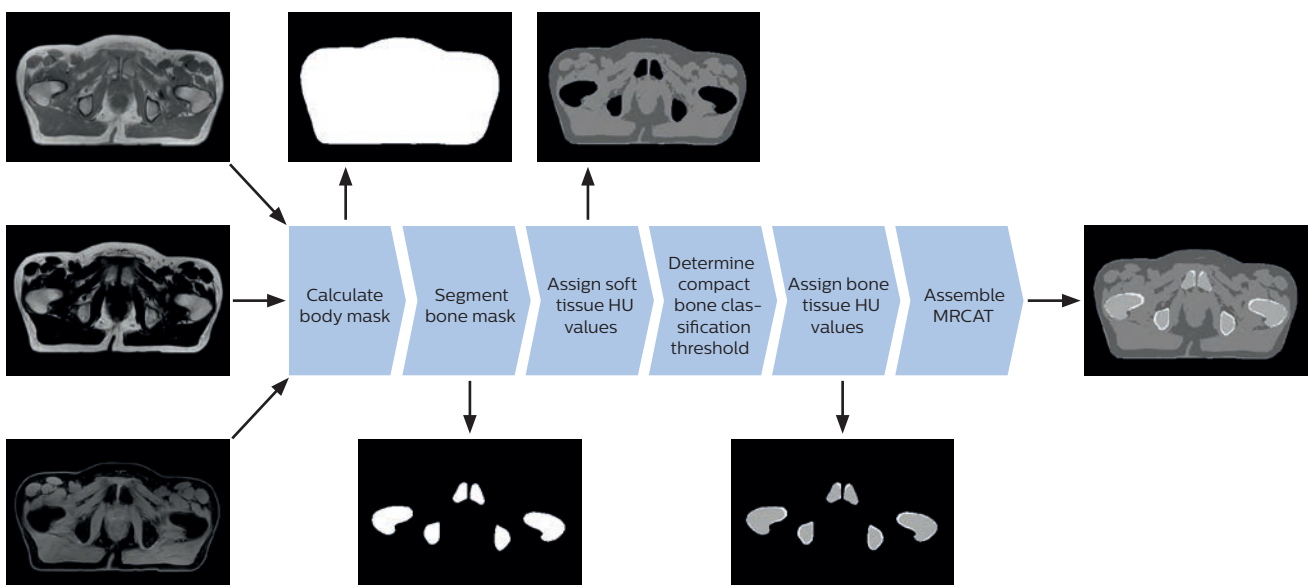 Calculate
body mask
Segment
bone mask
Assign soft
tissue HU
values
Determine
compact
bone clas-
sification
threshold
Assign bone
tissue HU
values
Assemble
MRCAT